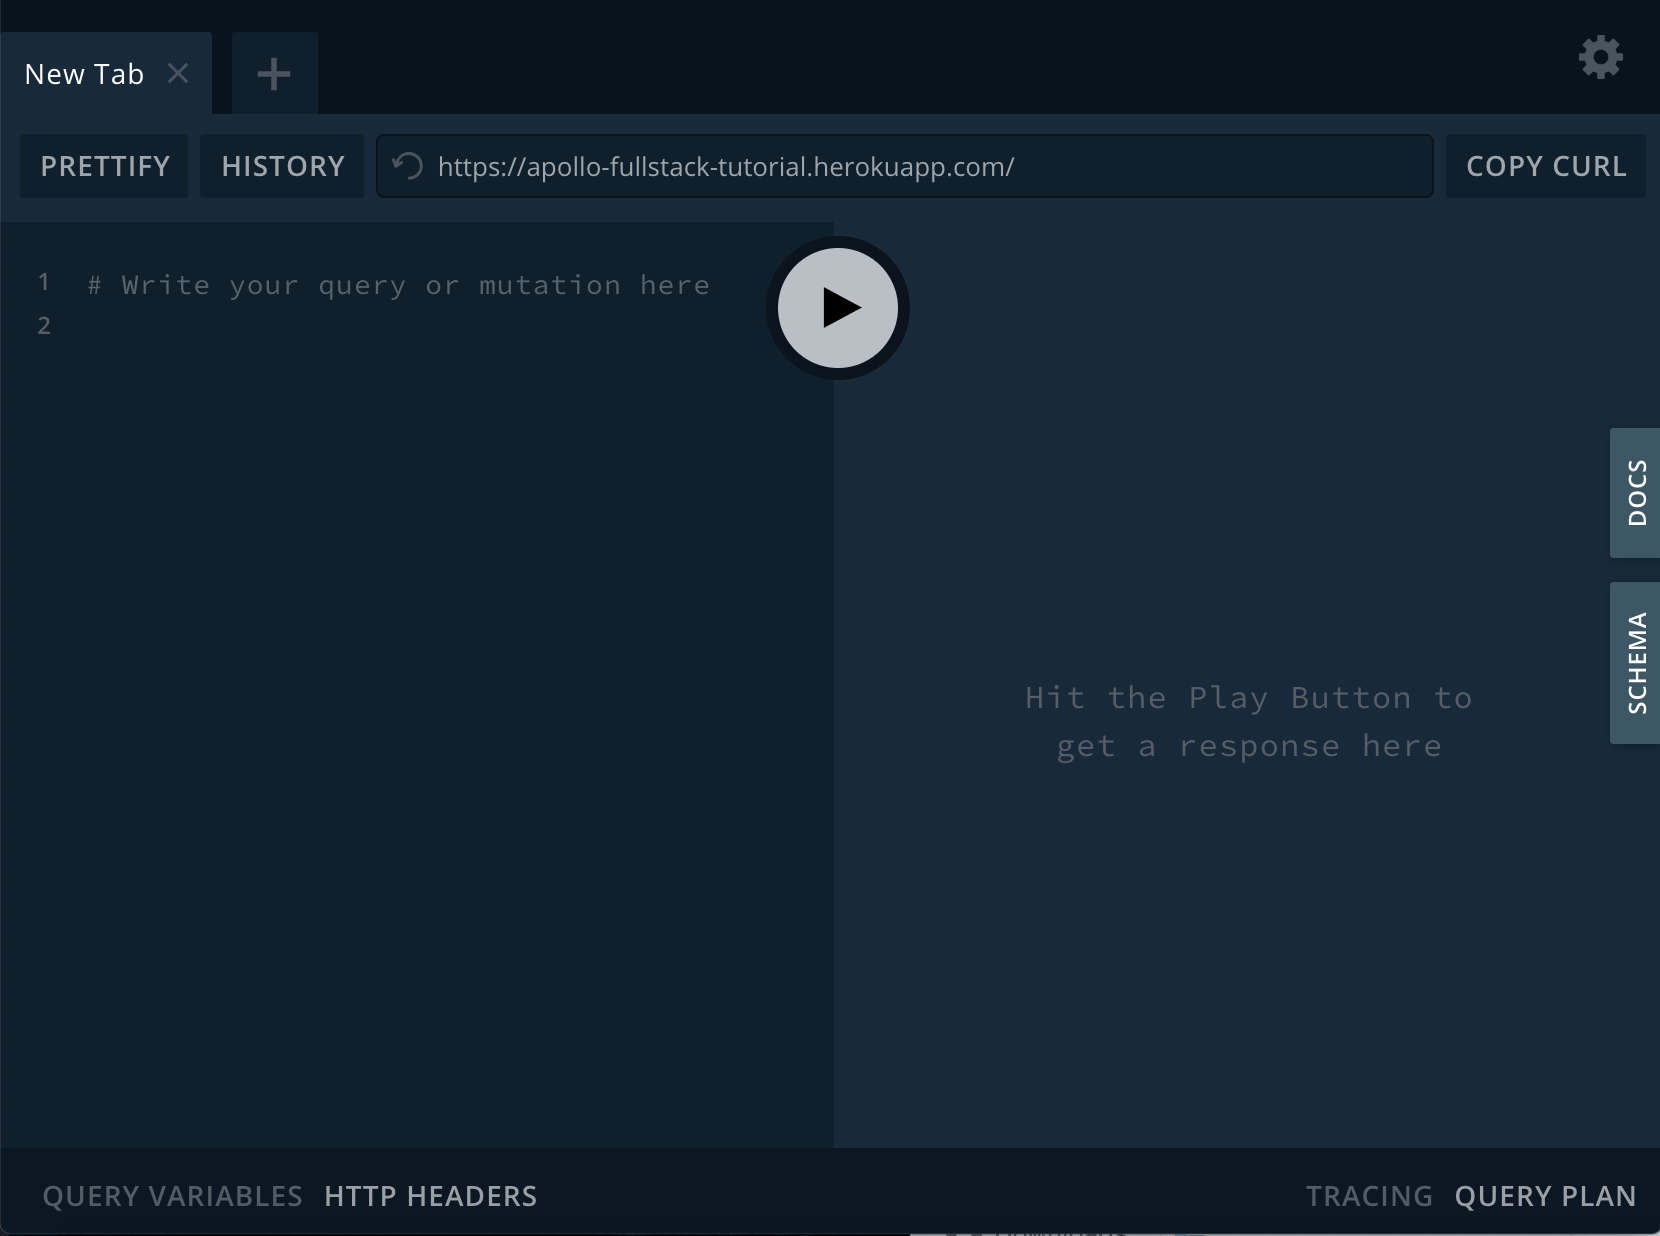 New Tab
PRETTIFY HISTORY https://apollo-fullstack-tutorial.herokuapp.com/ COPY CURL
1 # Write your query or mutation here
2
DOCS
SCHEMA
Hit the Play Button to
get a response here
QUERY VARIABLES HTTP HEADERS TRACING QUERY PLAN